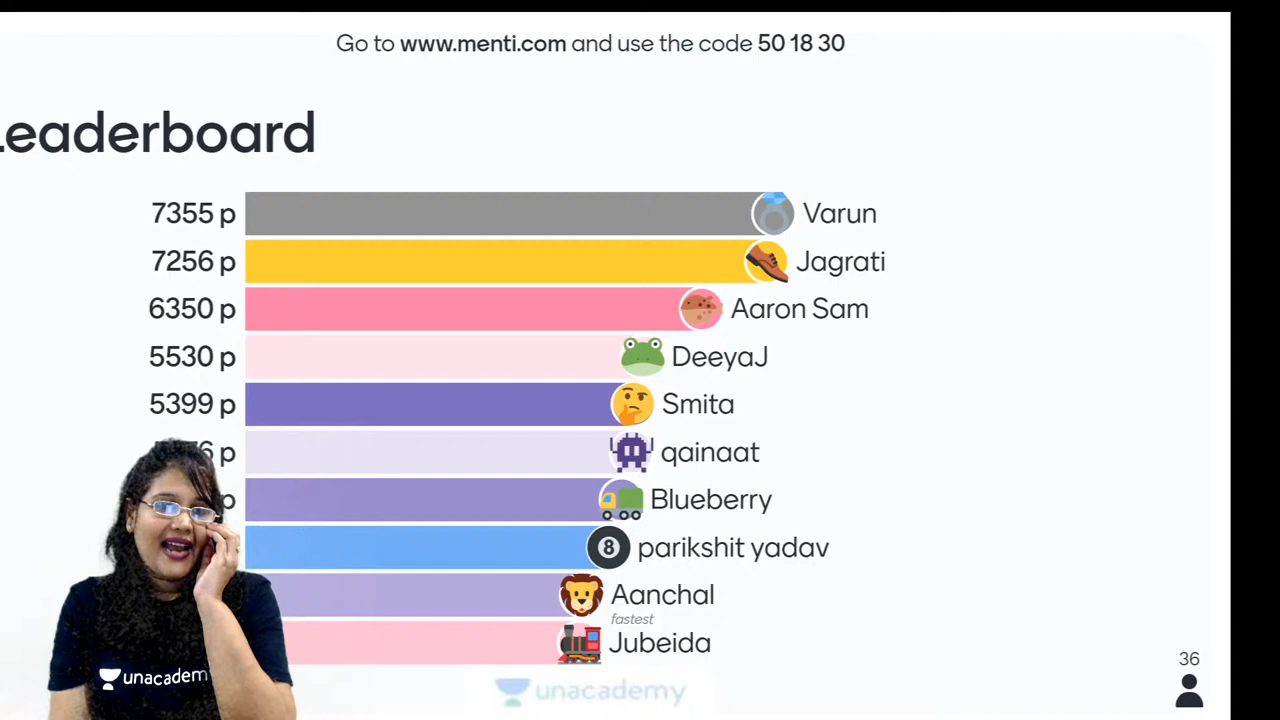 Go to www.menti.com and use the code 50 18 30
Leaderboard
7355 p Varun
7256 p Jagrati
6350 p Aaron Sam
5530 p DeeyaJ
5399 p Smita
p qainaat
p Blueberry
8 parikshit yadav
Aanchal
fastest
Jubeida
36
unacademy
unacademy